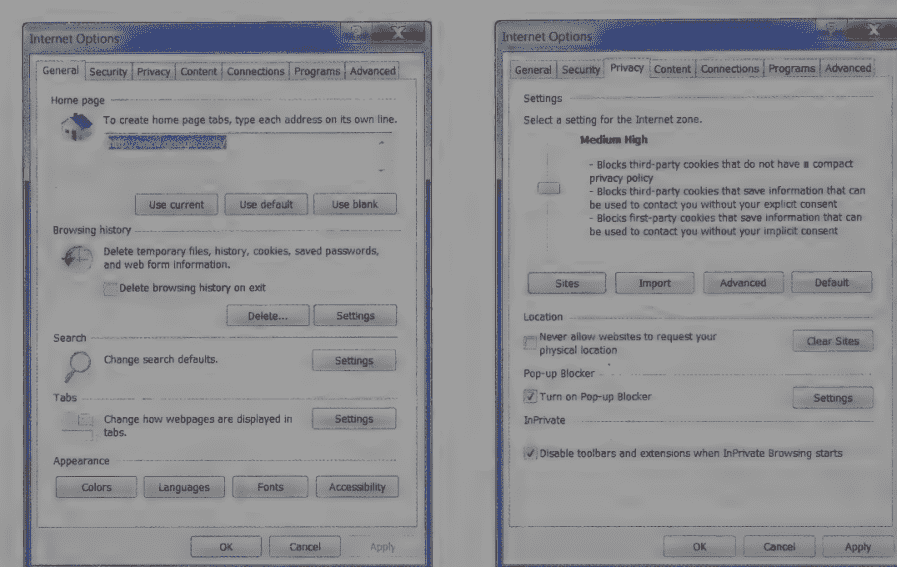 Internet Options
General Security Privacy Content Connections Programs Advanced
Home page
To create home page tabs, type each address on its own line.
Use current Use default Use blank
Browsing history
Delete temporary files, history, cookies, saved passwords,
and web form information.
Delete browsing history on exit
Delete... Settings
Search
Change search defaults.
Settings
Tabs
Change how webpages are displayed in
tabs.
Settings
Appearance
Colors Languages Fonts Accessibility
OK Cancel Apply
Internet Options
General Security Privacy Content Connections Programs Advanced
Settings
Select a setting for the Internet zone.
Medium High
- Blocks third-party cookies that do not have a compact
privacy policy
- Blocks third-party cookies that save information that can
be used to contact you without your explicit consent
- Blocks first-party cookies that save information that can
be used to contact you without your implicit consent
Sites Import Advanced Default
Location
Never allow websites to request your
physical location
Clear Sites
Pop-up Blocker
Turn on Pop-up Blocker
Settings
InPrivate
Disable toolbars and extensions when InPrivate Browsing starts
OK Cancel Apply